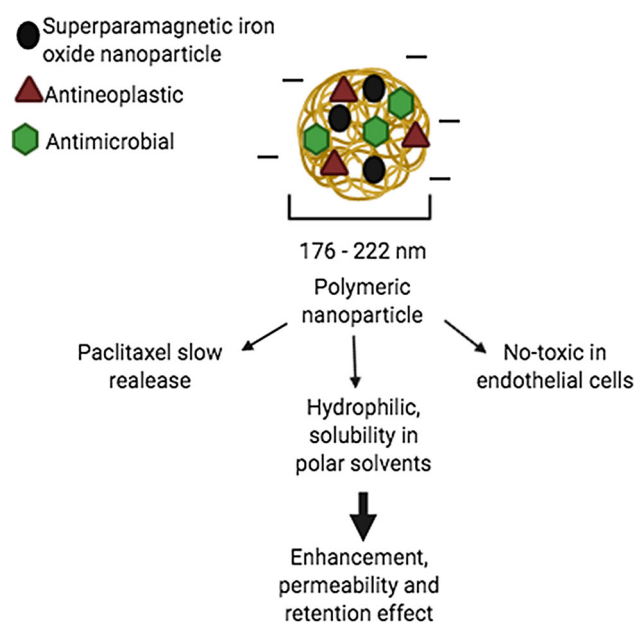 Superparamagnetic iron
oxide nanoparticle
Antineoplastic
Antimicrobial
176 - 222 nm
Polymeric
nanoparticle
Paclitaxel slow
realease
No-toxic in
endothelial cells
Hydrophilic,
solubility in
polar solvents
Enhancement,
permeability and
retention effect